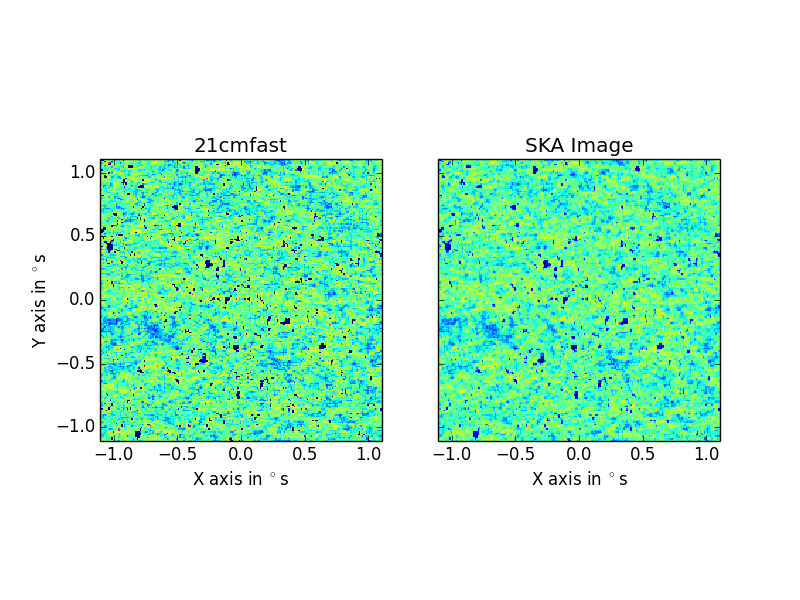 21cmfast
SKA Image
1.0
0.5
0.0
−0.5
−1.0
Y axis in °s
−1.0 −0.5 0.0 0.5 1.0
−1.0 −0.5 0.0 0.5 1.0
X axis in °s
X axis in °s